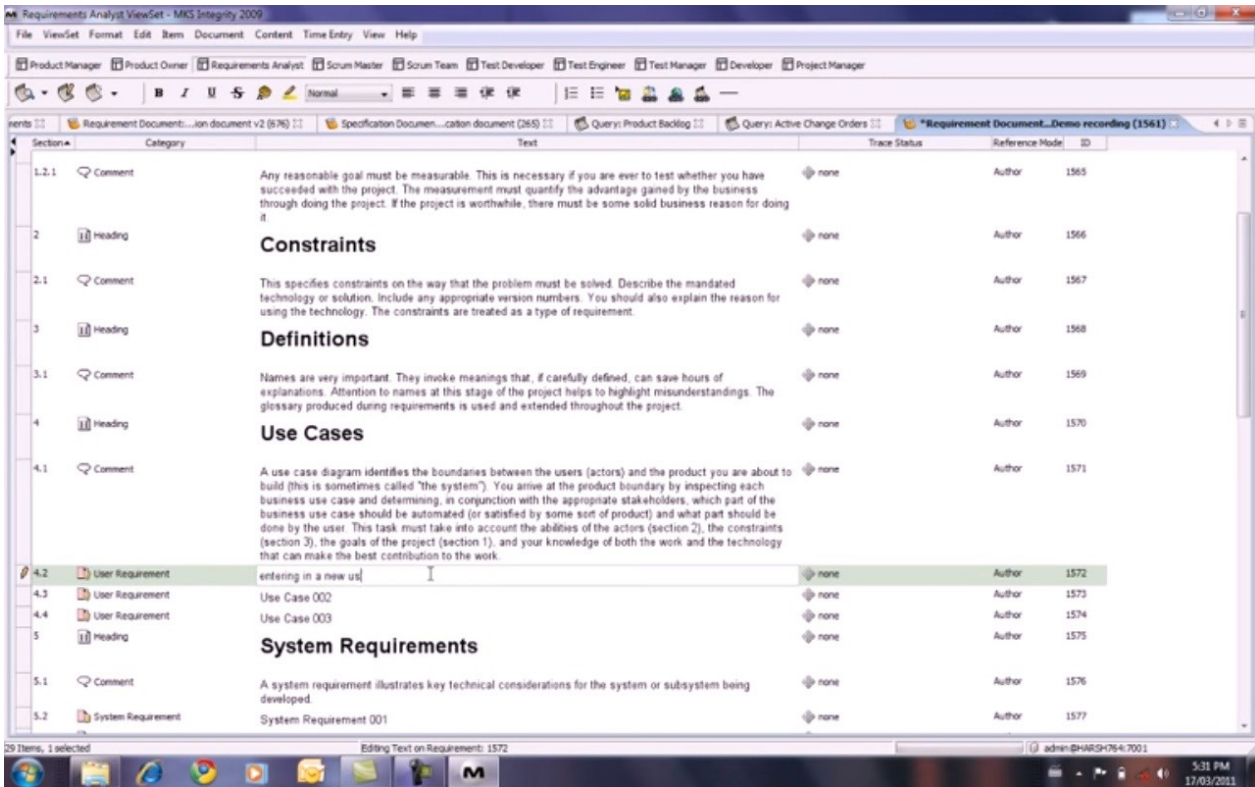 Requirements Analyst ViewSet - MKS Integrity 2009
File ViewSet Format Edit Item Document Content Time Entry View Help
Product Manager Product Owner Requirements Analyst Scrum Master Scrum Team Test Developer Test Engineer Test Manager Developer Project Manager
B I U S Normal
ments Requirement Document:...ion document v2 (676) Specification Documen...cation document (265) Query: Product Backlog Query: Active Change Orders *Requirement Document...Demo recording (1561)
Section Category Text Trace Status Reference Mode ID
1.2.1 Comment Any reasonable goal must be measurable. This is necessary if you are ever to test whether you have none Author 1565
succeeded with the project. The measurement must quantify the advantage gained by the business
through doing the project. If the project is worthwhile, there must be some solid business reason for doing
it.
2 Heading Constraints none Author 1566
2.1 Comment This specifies constraints on the way that the problem must be solved. Describe the mandated none Author 1567
technology or solution. Include any appropriate version numbers. You should also explain the reason for
using the technology. The constraints are treated as a type of requirement.
3 Heading Definitions none Author 1568
3.1 Comment Names are very important. They invoke meanings that, if carefully defined, can save hours of none Author 1569
explanations. Attention to names at this stage of the project helps to highlight misunderstandings. The
glossary produced during requirements is used and extended throughout the project.
4 Heading Use Cases none Author 1570
4.1 Comment A use case diagram identifies the boundaries between the users (actors) and the product you are about to none Author 1571
build (this is sometimes called "the system"). You arrive at the product boundary by inspecting each
business use case and determining, in conjunction with the appropriate stakeholders, which part of the
business use case should be automated (or satisfied by some sort of product) and what part should be
done by the user. This task must take into account the abilities of the actors (section 2), the constraints
(section 3), the goals of the project (section 1), and your knowledge of both the work and the technology
that can make the best contribution to the work.
4.2 User Requirement entering in a new us none Author 1572
4.3 User Requirement Use Case 002 none Author 1573
4.4 User Requirement Use Case 003 none Author 1574
5 Heading System Requirements none Author 1575
5.1 Comment A system requirement illustrates key technical considerations for the system or subsystem being none Author 1576
developed.
5.2 System Requirement System Requirement 001 none Author 1577
29 Items, 1 selected Editing Text on Requirement: 1572 admin@HARSH764:7001
5:31 PM
17/03/2011